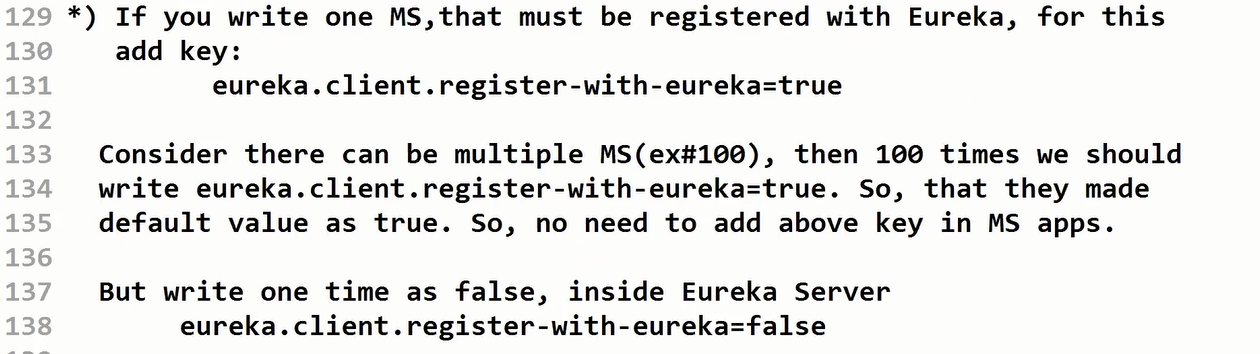 129 *) If you write one MS,that must be registered with Eureka, for this
130 add key:
131 eureka.client.register-with-eureka=true
132
133 Consider there can be multiple MS(ex#100), then 100 times we should
134 write eureka.client.register-with-eureka=true. So, that they made
135 default value as true. So, no need to add above key in MS apps.
136
137 But write one time as false, inside Eureka Server
138 eureka.client.register-with-eureka=false